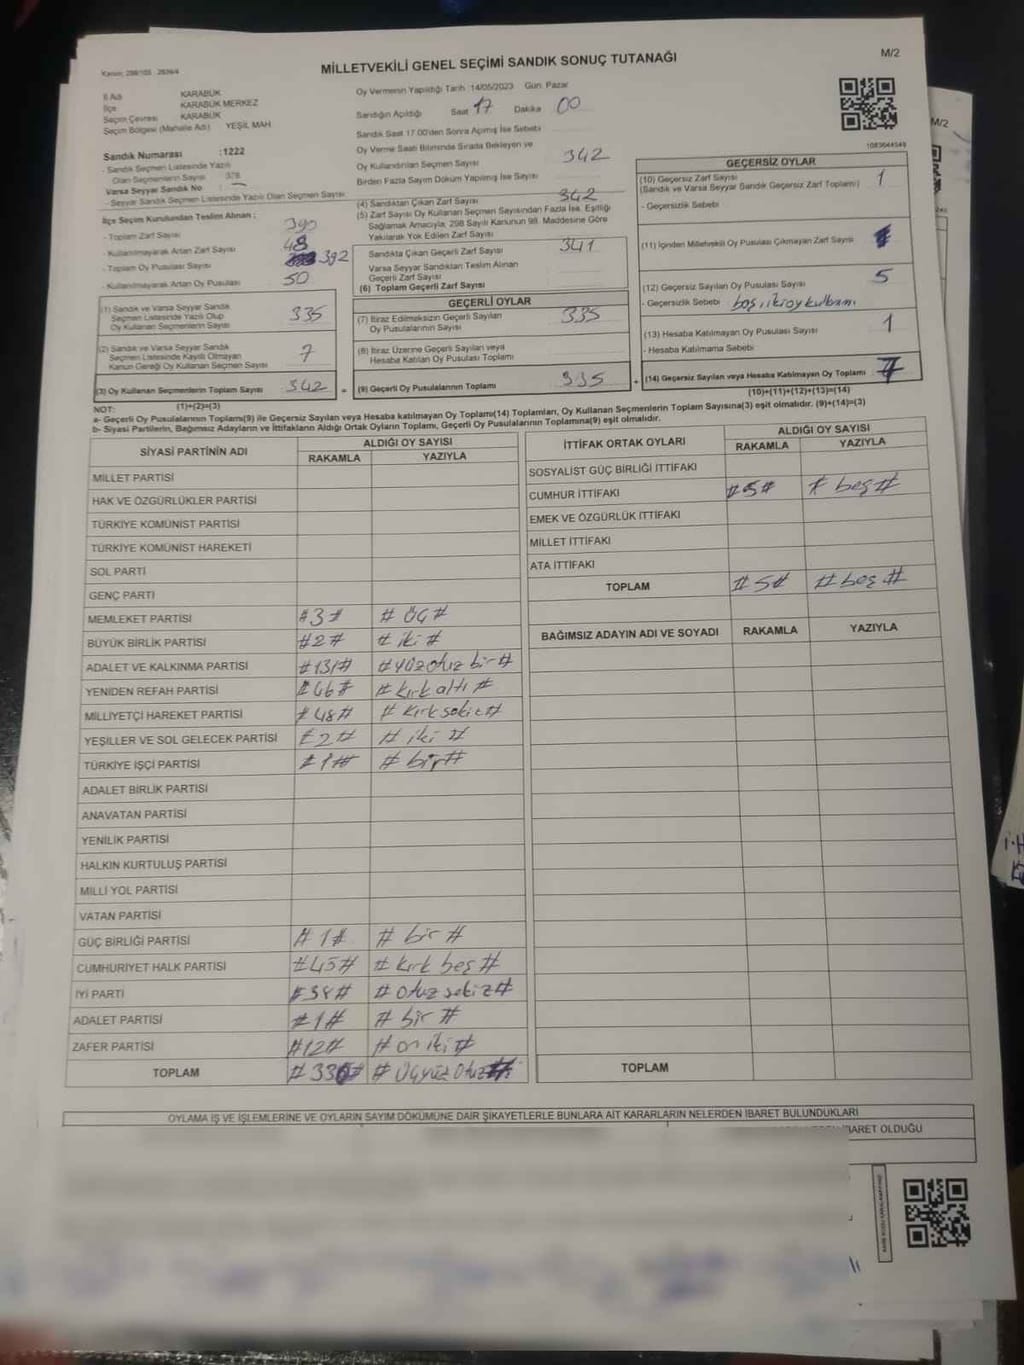 M/2
Kanun: 298/105 2839/4
MİLLETVEKİLİ GENEL SEÇİMİ SANDIK SONUÇ TUTANAĞI
İl Adı KARABÜK
İlçe KARABÜK MERKEZ
Seçim Çevresi KARABÜK
Seçim Bölgesi (Mahalle Adı) YEŞİL MAH
Sandık Numarası :1222
- Sandık Seçmen Listesinde Yazılı
Olan Seçmenlerin Sayısı 378
Varsa Seyyar Sandık No : -
- Seyyar Sandık Seçmen Listesinde Yazılı Olan Seçmen Sayısı
İlçe Seçim Kurulundan Teslim Alınan :
- Toplam Zarf Sayısı 390
- Kullanılmayarak Artan Zarf Sayısı 48
- Toplam Oy Pusulası Sayısı 392
- Kullanılmayarak Artan Oy Pusulası 50
(1) Sandık ve Varsa Seyyar Sandık
Seçmen Listesinde Yazılı Olup
Oy Kullanan Seçmenlerin Sayısı 335
(2) Sandık ve Varsa Seyyar Sandık
Seçmen Listesinde Kayıtlı Olmayan
Kanun Gereği Oy Kullanan Seçmen Sayısı 7
(3) Oy Kullanan Seçmenlerin Toplam Sayısı 342 =
(1)+(2)=(3)
Oy Vermenin Yapıldığı Tarih :14/05/2023 Gün: Pazar
Sandığın Açıldığı Saat 17 Dakika 00
Sandık Saat 17.00'den Sonra Açılmış İse Sebebi
Oy Verme Saati Bitiminde Sırada Bekleyen ve
Oy Kullandırılan Seçmen Sayısı 342
Birden Fazla Sayım Döküm Yapılmış İse Sayısı
(4) Sandıktan Çıkan Zarf Sayısı 342
(5) Zarf Sayısı Oy Kullanan Seçmen Sayısından Fazla İse, Eşitliği
Sağlamak Amacıyla, 298 Sayılı Kanunun 98. Maddesine Göre
Yakılarak Yok Edilen Zarf Sayısı
Sandıkta Çıkan Geçerli Zarf Sayısı 341
Varsa Seyyar Sandıktan Teslim Alınan
Geçerli Zarf Sayısı
(6) Toplam Geçerli Zarf Sayısı
GEÇERLİ OYLAR
(7) İtiraz Edilmeksizin Geçerli Sayılan
Oy Pusulalarının Sayısı 335
(8) İtiraz Üzerine Geçerli Sayılan veya
Hesaba Katılan Oy Pusulası Toplamı
(9) Geçerli Oy Pusulalarının Toplamı 335 +
1083644549
GEÇERSİZ OYLAR
(10) Geçersiz Zarf Sayısı 1
(Sandık ve Varsa Seyyar Sandık Geçersiz Zarf Toplamı)
- Geçersizlik Sebebi
(11) İçinden Milletvekili Oy Pusulası Çıkmayan Zarf Sayısı
(12) Geçersiz Sayılan Oy Pusulası Sayısı 5
- Geçersizlik Sebebi boş, iki oy kullanımı
(13) Hesaba Katılmayan Oy Pusulası Sayısı 1
- Hesaba Katılmama Sebebi
(14) Geçersiz Sayılan veya Hesaba Katılmayan Oy Toplamı 7
(10)+(11)+(12)+(13)=(14)
NOT:
a- Geçerli Oy Pusulalarının Toplamı(9) ile Geçersiz Sayılan veya Hesaba katılmayan Oy Toplamı(14) Toplamları, Oy Kullanan Seçmenlerin Toplam Sayısına(3) eşit olmalıdır. (9)+(14)=(3)
b- Siyasi Partilerin, Bağımsız Adayların ve İttifakların Aldığı Ortak Oyların Toplamı, Geçerli Oy Pusulalarının Toplamına(9) eşit olmalıdır.
SİYASİ PARTİNİN ADI ALDIĞI OY SAYISI
RAKAMLA YAZIYLA
MİLLET PARTİSİ
HAK VE ÖZGÜRLÜKLER PARTİSİ
TÜRKİYE KOMÜNİST PARTİSİ
TÜRKİYE KOMÜNİST HAREKETİ
SOL PARTİ
GENÇ PARTİ
MEMLEKET PARTİSİ #3# # üç #
BÜYÜK BİRLİK PARTİSİ #2# # iki #
ADALET VE KALKINMA PARTİSİ #131# #yüzotuz bir#
YENİDEN REFAH PARTİSİ #46# # kırk altı #
MİLLİYETÇİ HAREKET PARTİSİ #48# # kırk sekiz#
YEŞİLLER VE SOL GELECEK PARTİSİ #2# # iki #
TÜRKİYE İŞÇİ PARTİSİ #1# # bir#
ADALET BİRLİK PARTİSİ
ANAVATAN PARTİSİ
YENİLİK PARTİSİ
HALKIN KURTULUŞ PARTİSİ
MİLLİ YOL PARTİSİ
VATAN PARTİSİ
GÜÇ BİRLİĞİ PARTİSİ #1# # bir #
CUMHURİYET HALK PARTİSİ #45# # kırk beş #
İYİ PARTİ #38# # otuz sekiz#
ADALET PARTİSİ #1# # bir #
ZAFER PARTİSİ #12# # on iki #
TOPLAM #330# # üçyüz otuz#
İTTİFAK ORTAK OYLARI ALDIĞI OY SAYISI
RAKAMLA YAZIYLA
SOSYALİST GÜÇ BİRLİĞİ İTTİFAKI
CUMHUR İTTİFAKI #5# # beş #
EMEK VE ÖZGÜRLÜK İTTİFAKI
MİLLET İTTİFAKI
ATA İTTİFAKI
TOPLAM #5# # beş #
BAĞIMSIZ ADAYIN ADI VE SOYADI RAKAMLA YAZIYLA
TOPLAM
OYLAMA İŞ VE İŞLEMLERİNE VE OYLARIN SAYIM DÖKÜMÜNE DAİR ŞİKAYETLERLE BUNLARA AİT KARARLARIN NELERDEN İBARET BULUNDUKLARI
İBARET OLDUĞU
M/2